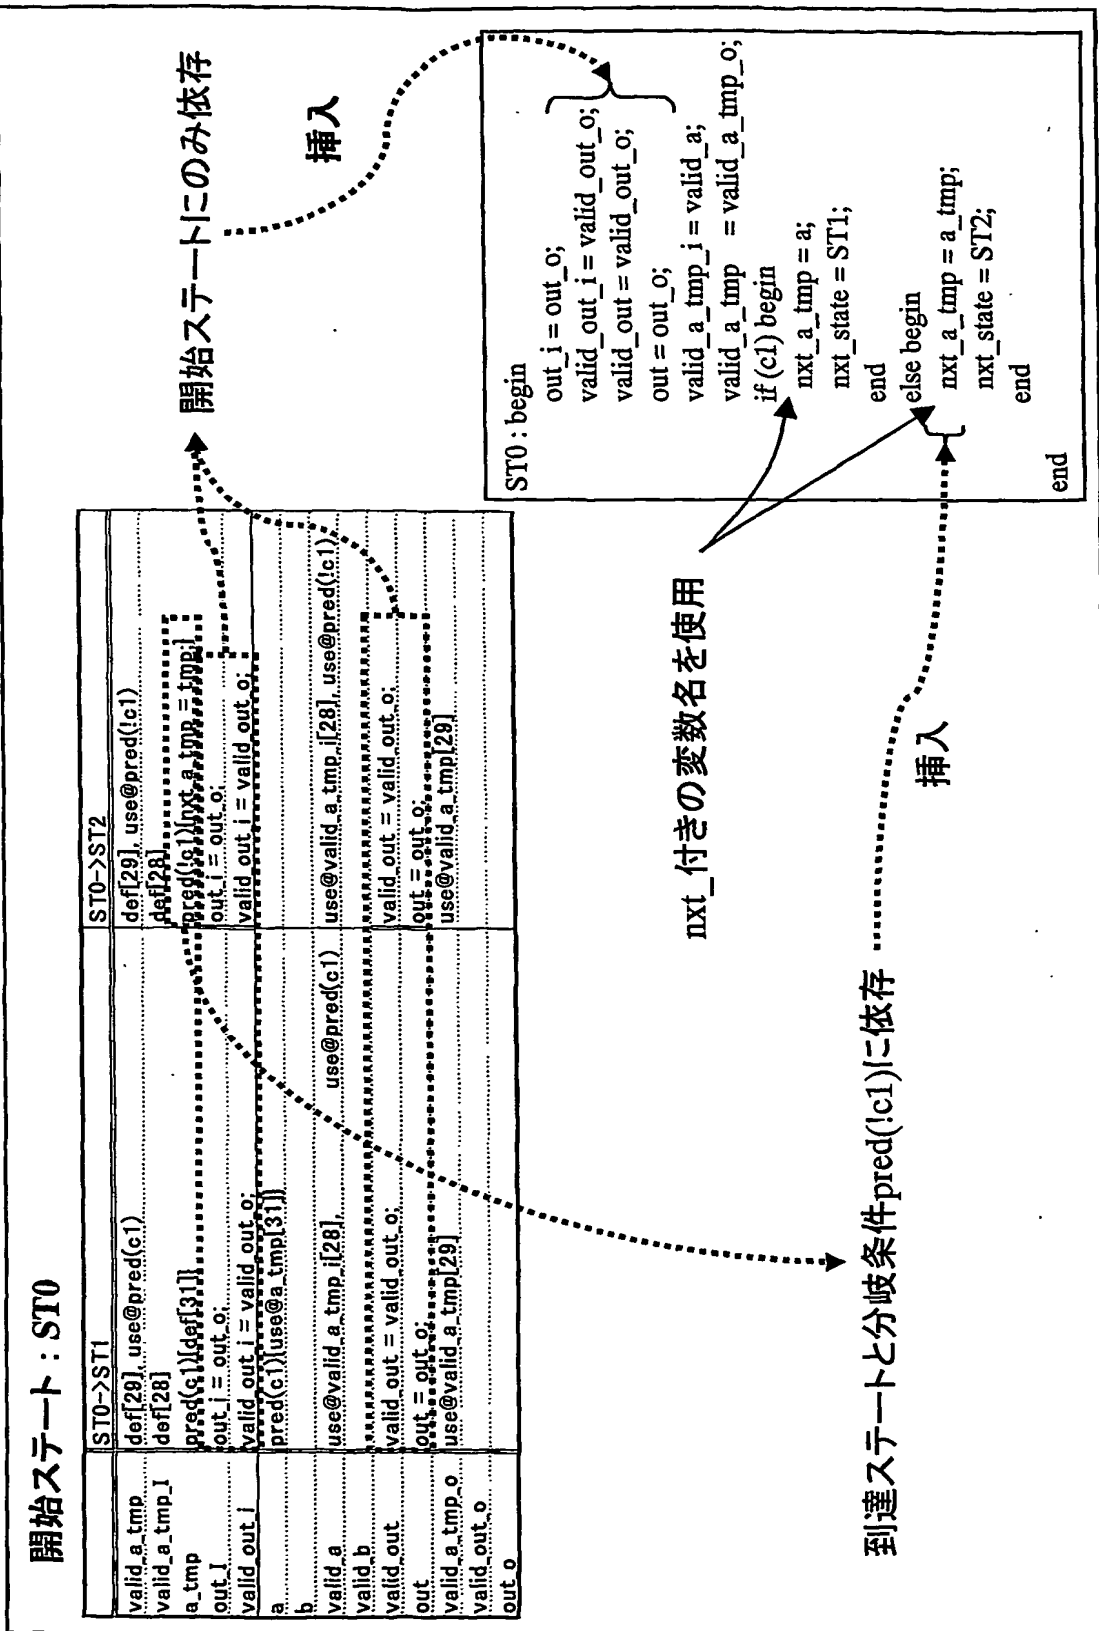 開始ステート : ST0
ST0->ST1 ST0->ST2
valid_a_tmp def[29], use@pred(c1) def[29], use@pred(!c1)
valid_a_tmp_I def[28] def[28]
a_tmp pred(c1){def[31]} pred(!c1){nxt_a_tmp = tmp;}
out_I out_i = out_o; out_i = out_o;
valid_out_i valid_out_i = valid_out_o; valid_out_i = valid_out_o;
a pred(c1){use@a_tmp[31]}
b
valid_a use@valid_a_tmp_i[28], use@pred(c1) use@valid_a_tmp_i[28], use@pred(!c1)
valid_b
valid_out valid_out = valid_out_o; valid_out = valid_out_o;
out out = out_o; out = out_o;
valid_a_tmp_o use@valid_a_tmp[29] use@valid_a_tmp[29]
valid_out_o
out_o
開始ステートにのみ依存
挿入
nxt_付きの変数名を使用
到達ステートと分岐条件pred(!c1)に依存
挿入
ST0 : begin
out_i = out_o;
valid_out_i = valid_out_o;
valid_out = valid_out_o;
out = out_o;
valid_a_tmp_i = valid_a;
valid_a_tmp = valid_a_tmp_o;
if (c1) begin
nxt_a_tmp = a;
nxt_state = ST1;
end
else begin
nxt_a_tmp = a_tmp;
nxt_state = ST2;
end
end